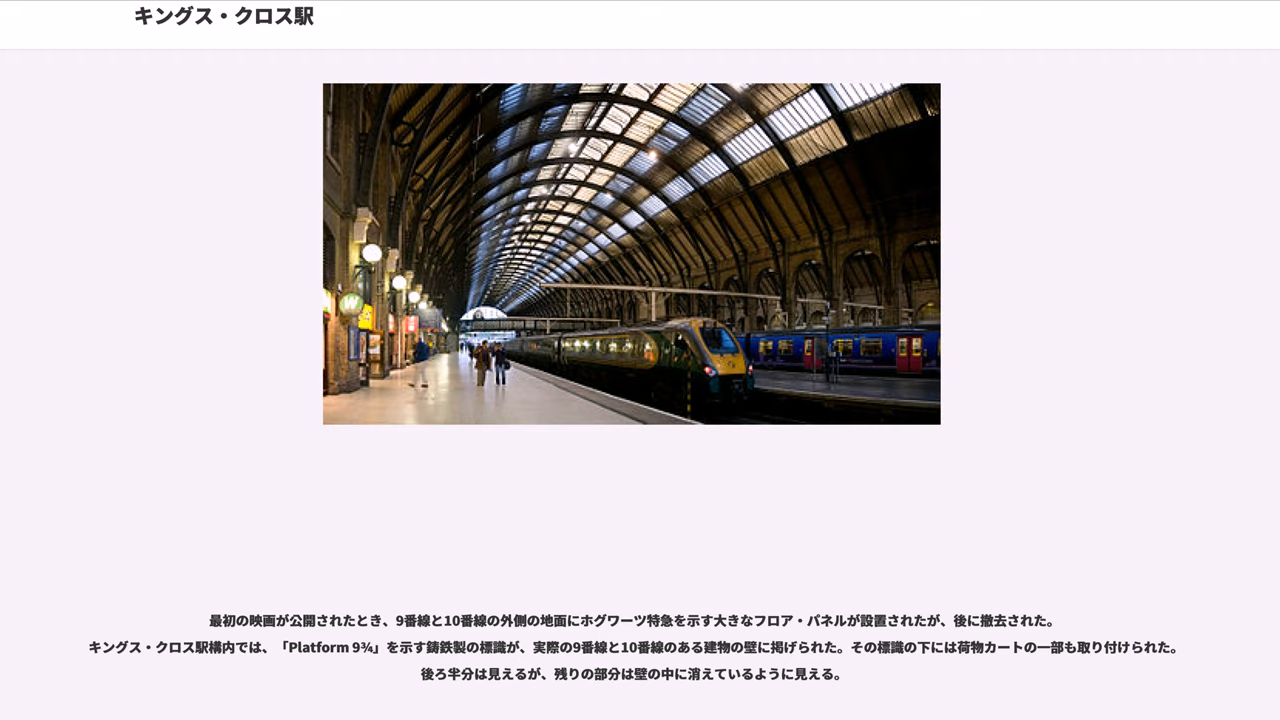 キングス・クロス駅
最初の映画が公開されたとき、9番線と10番線の外側の地面にホグワーツ特急を示す大きなフロア・パネルが設置されたが、後に撤去された。
キングス・クロス駅構内では、「Platform 9¾」を示す鋳鉄製の標識が、実際の9番線と10番線のある建物の壁に掲げられた。その標識の下には荷物カートの一部も取り付けられた。
後ろ半分は見えるが、残りの部分は壁の中に消えているように見える。